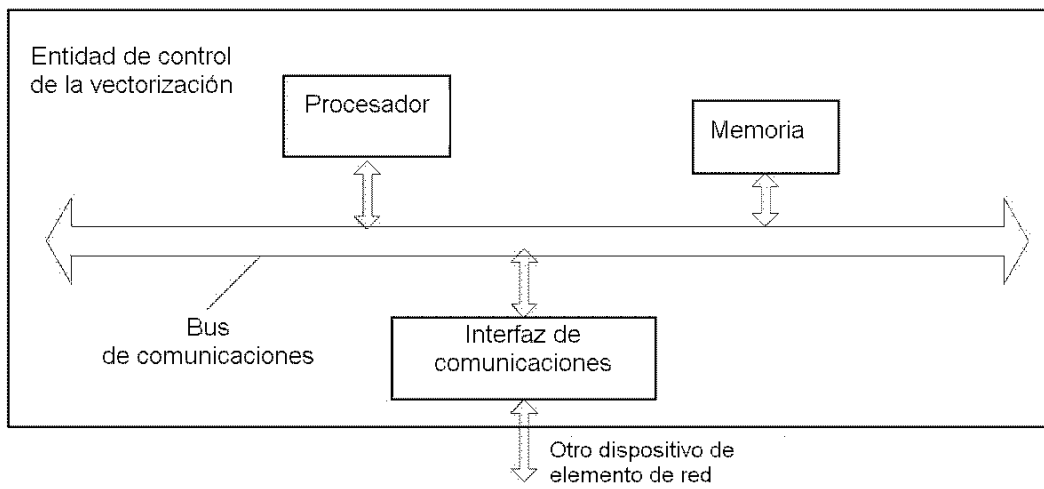 Entidad de control
de la vectorización
Procesador
Memoria
Bus
de comunicaciones
Interfaz de
comunicaciones
Otro dispositivo de
elemento de red